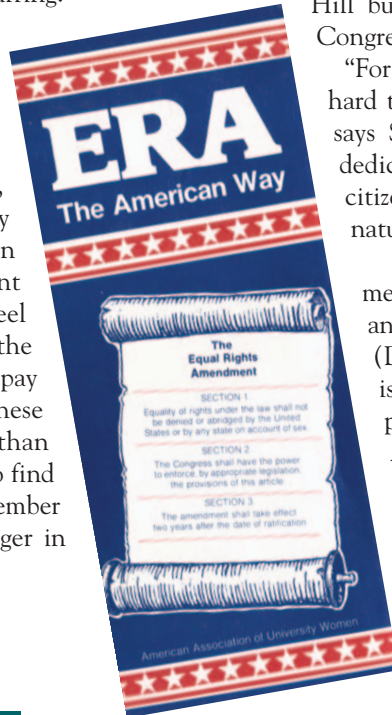 eel
the
pay
hese
than
o find
ember
ger in
ERA
The American Way
The
Equal Rights
Amendment
SECTION 1
Equality of rights under the law shall not
be denied or abridged by the United
States or by any state on account of sex.
SECTION 2
The Congress shall have the power
to enforce, by appropriate legislation,
the provisions of this article
SECTION 3
The amendment shall take effect
two years after the date of ratification
American Association of University Women
Hill bu
Congre
“For
hard t
says S
dedic
citize
natu
me
an
(L
is
p